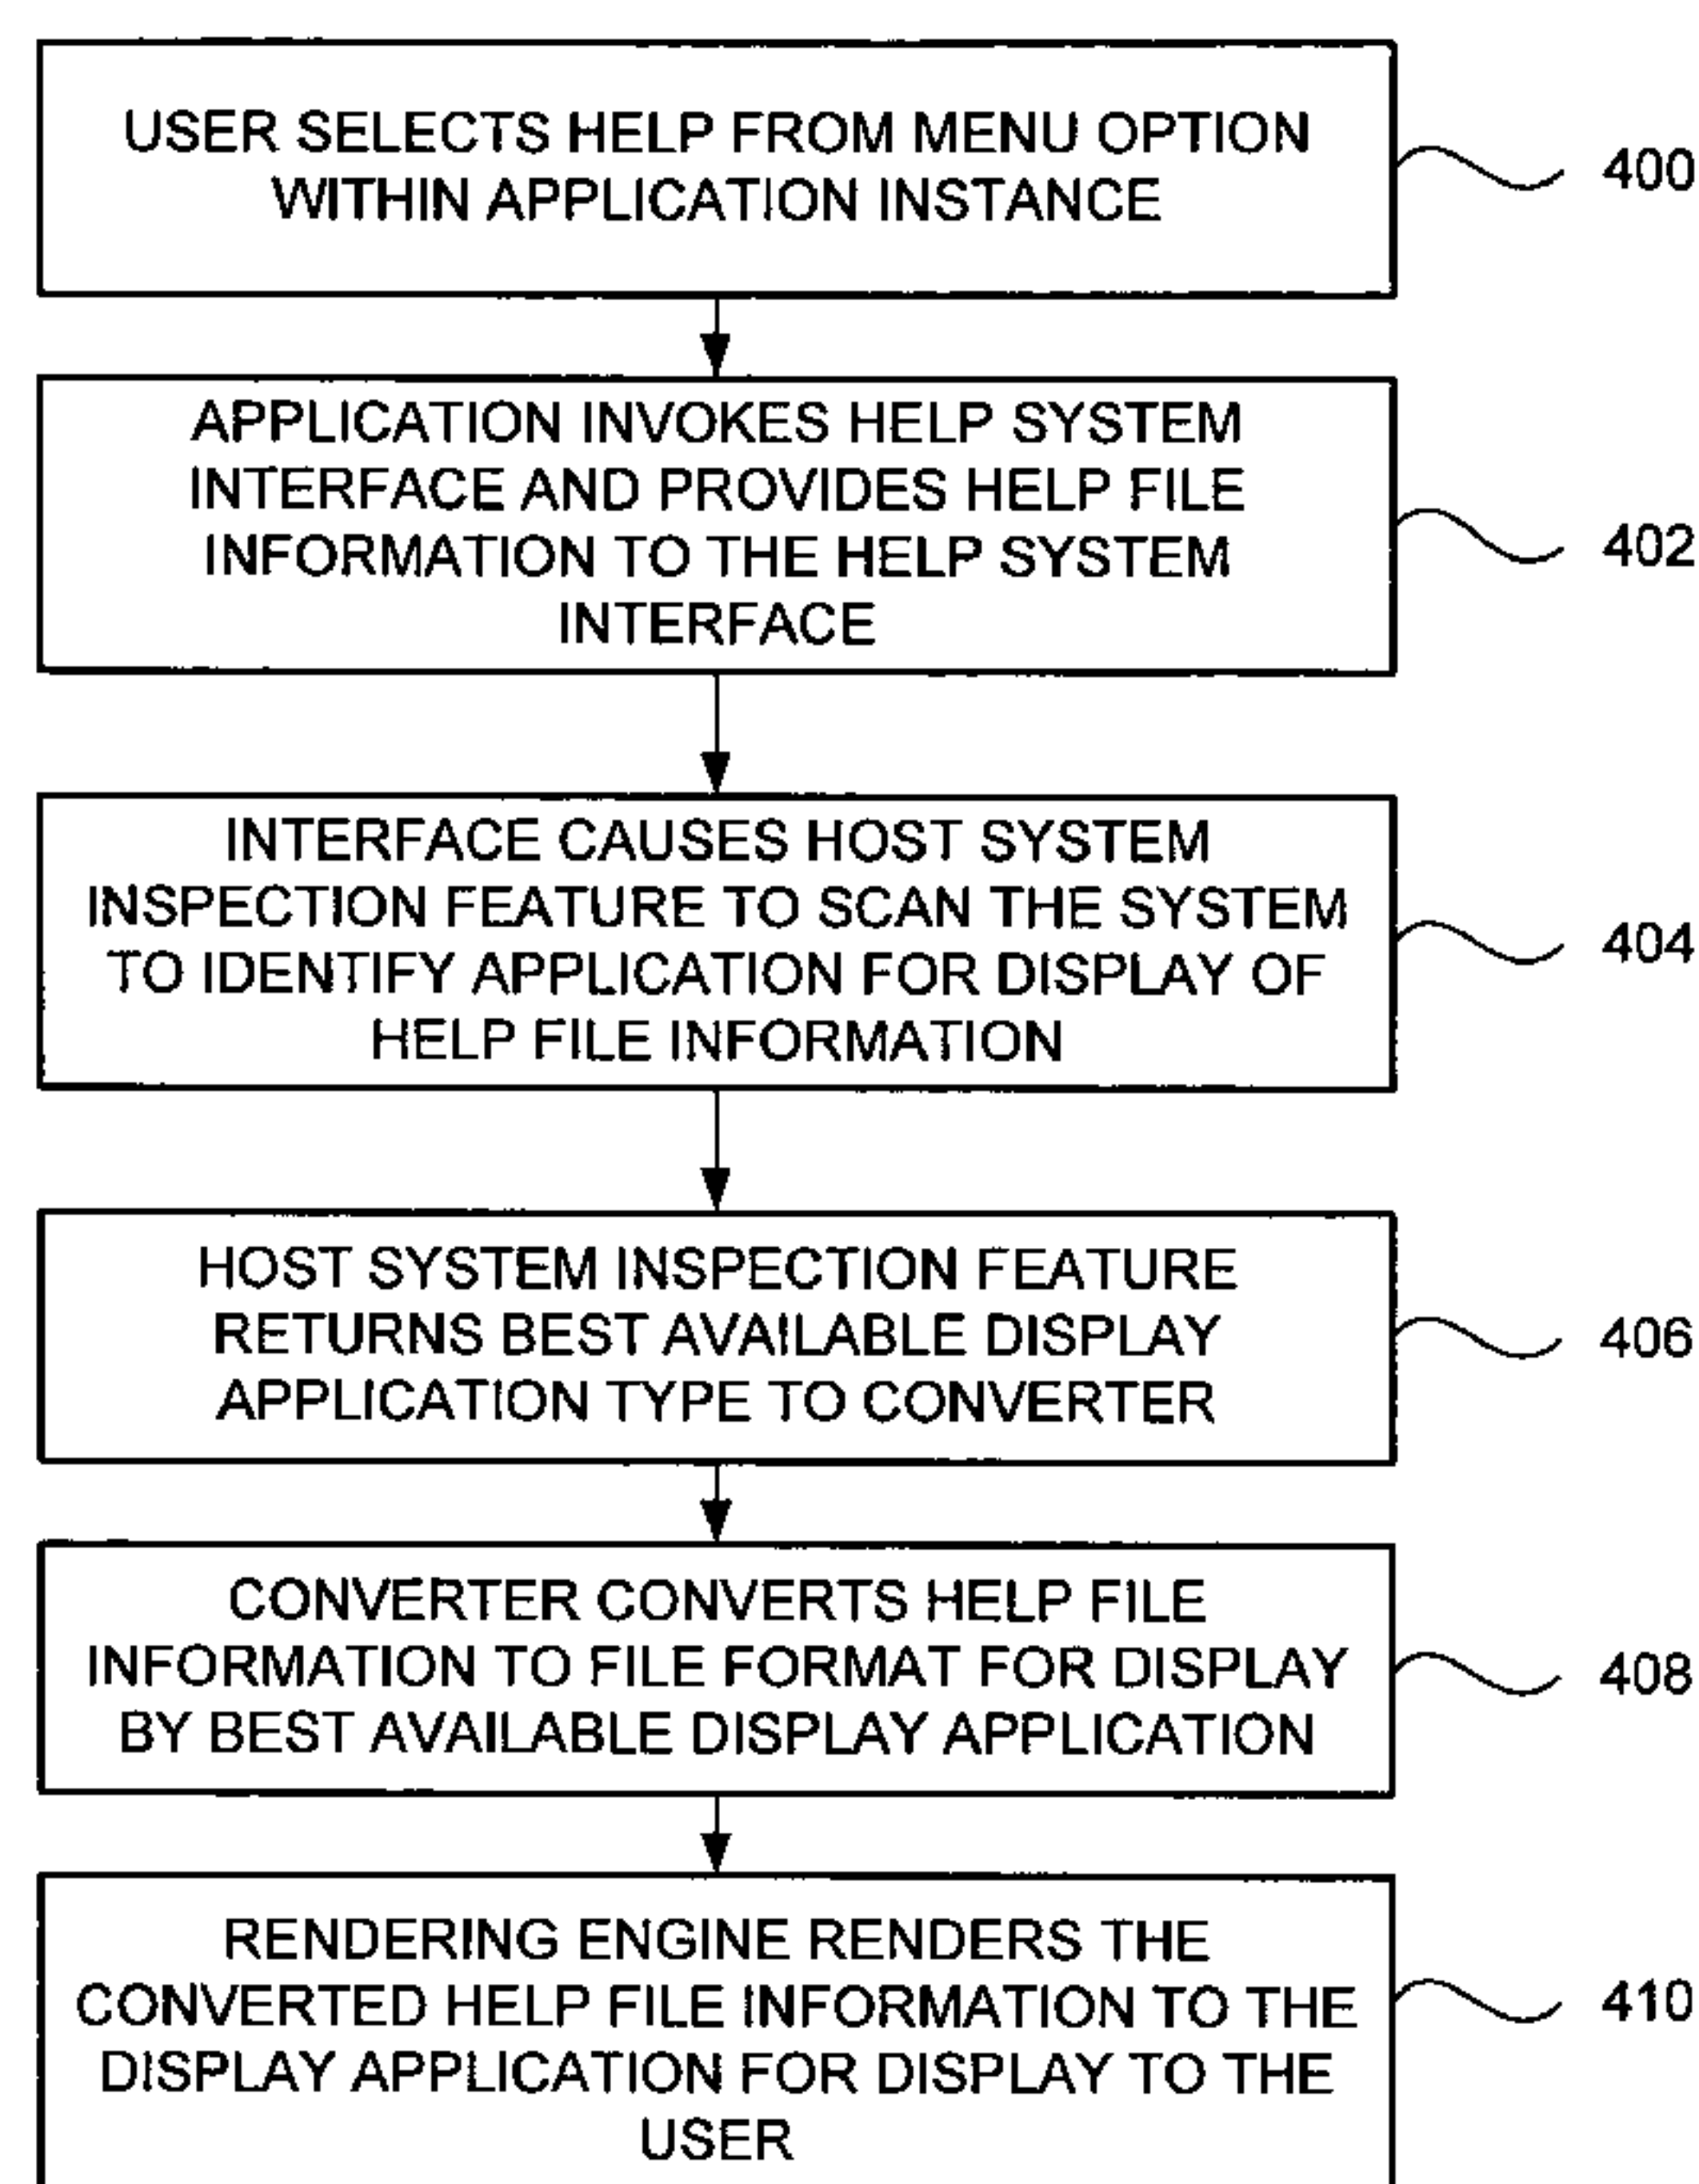 USER SELECTS HELP FROM MENU OPTION
WITHIN APPLICATION INSTANCE
400
APPLICATION INVOKES HELP SYSTEM
INTERFACE AND PROVIDES HELP FILE
INFORMATION TO THE HELP SYSTEM
INTERFACE
402
INTERFACE CAUSES HOST SYSTEM
INSPECTION FEATURE TO SCAN THE SYSTEM
TO IDENTIFY APPLICATION FOR DISPLAY OF
HELP FILE INFORMATION
404
HOST SYSTEM INSPECTION FEATURE
RETURNS BEST AVAILABLE DISPLAY
APPLICATION TYPE TO CONVERTER
406
CONVERTER CONVERTS HELP FILE
INFORMATION TO FILE FORMAT FOR DISPLAY
BY BEST AVAILABLE DISPLAY APPLICATION
408
RENDERING ENGINE RENDERS THE
CONVERTED HELP FILE INFORMATION TO THE
DISPLAY APPLICATION FOR DISPLAY TO THE
USER
410